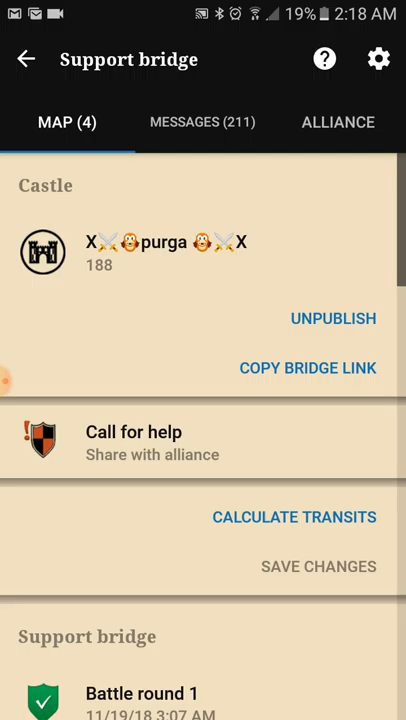 19% 2:18 AM
Support bridge
MAP (4) MESSAGES (211) ALLIANCE
Castle
X⚔️🐵purga 🐵⚔️X
188
UNPUBLISH
COPY BRIDGE LINK
Call for help
Share with alliance
CALCULATE TRANSITS
SAVE CHANGES
Support bridge
Battle round 1
11/19/18 3:07 AM